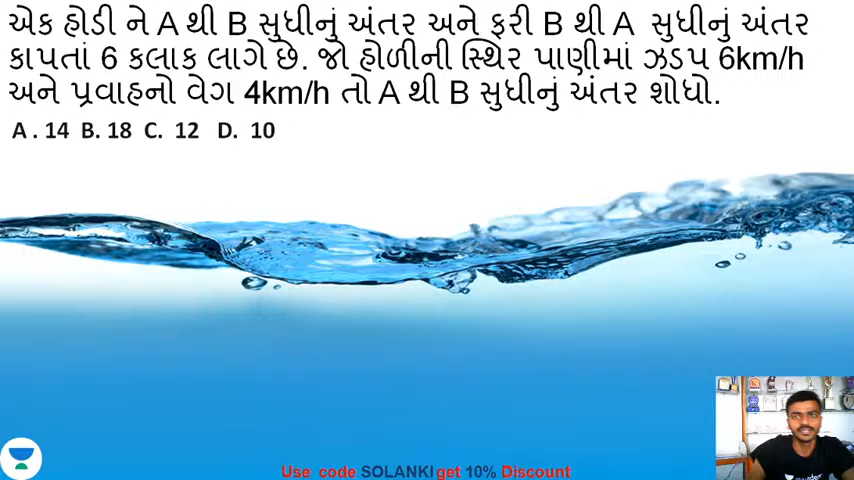 એક હોડી ને A થી B સુધીનું અંતર અને ફરી B થી A સુધીનું અંતર
કાપતાં 6 કલાક લાગે છે. જો હોળીની સ્થિર પાણીમાં ઝડપ 6km/h
અને પ્રવાહનો વેગ 4km/h તો A થી B સુધીનું અંતર શોધો.
A . 14 B. 18 C. 12 D. 10
Use code SOLANKI get 10% Discount